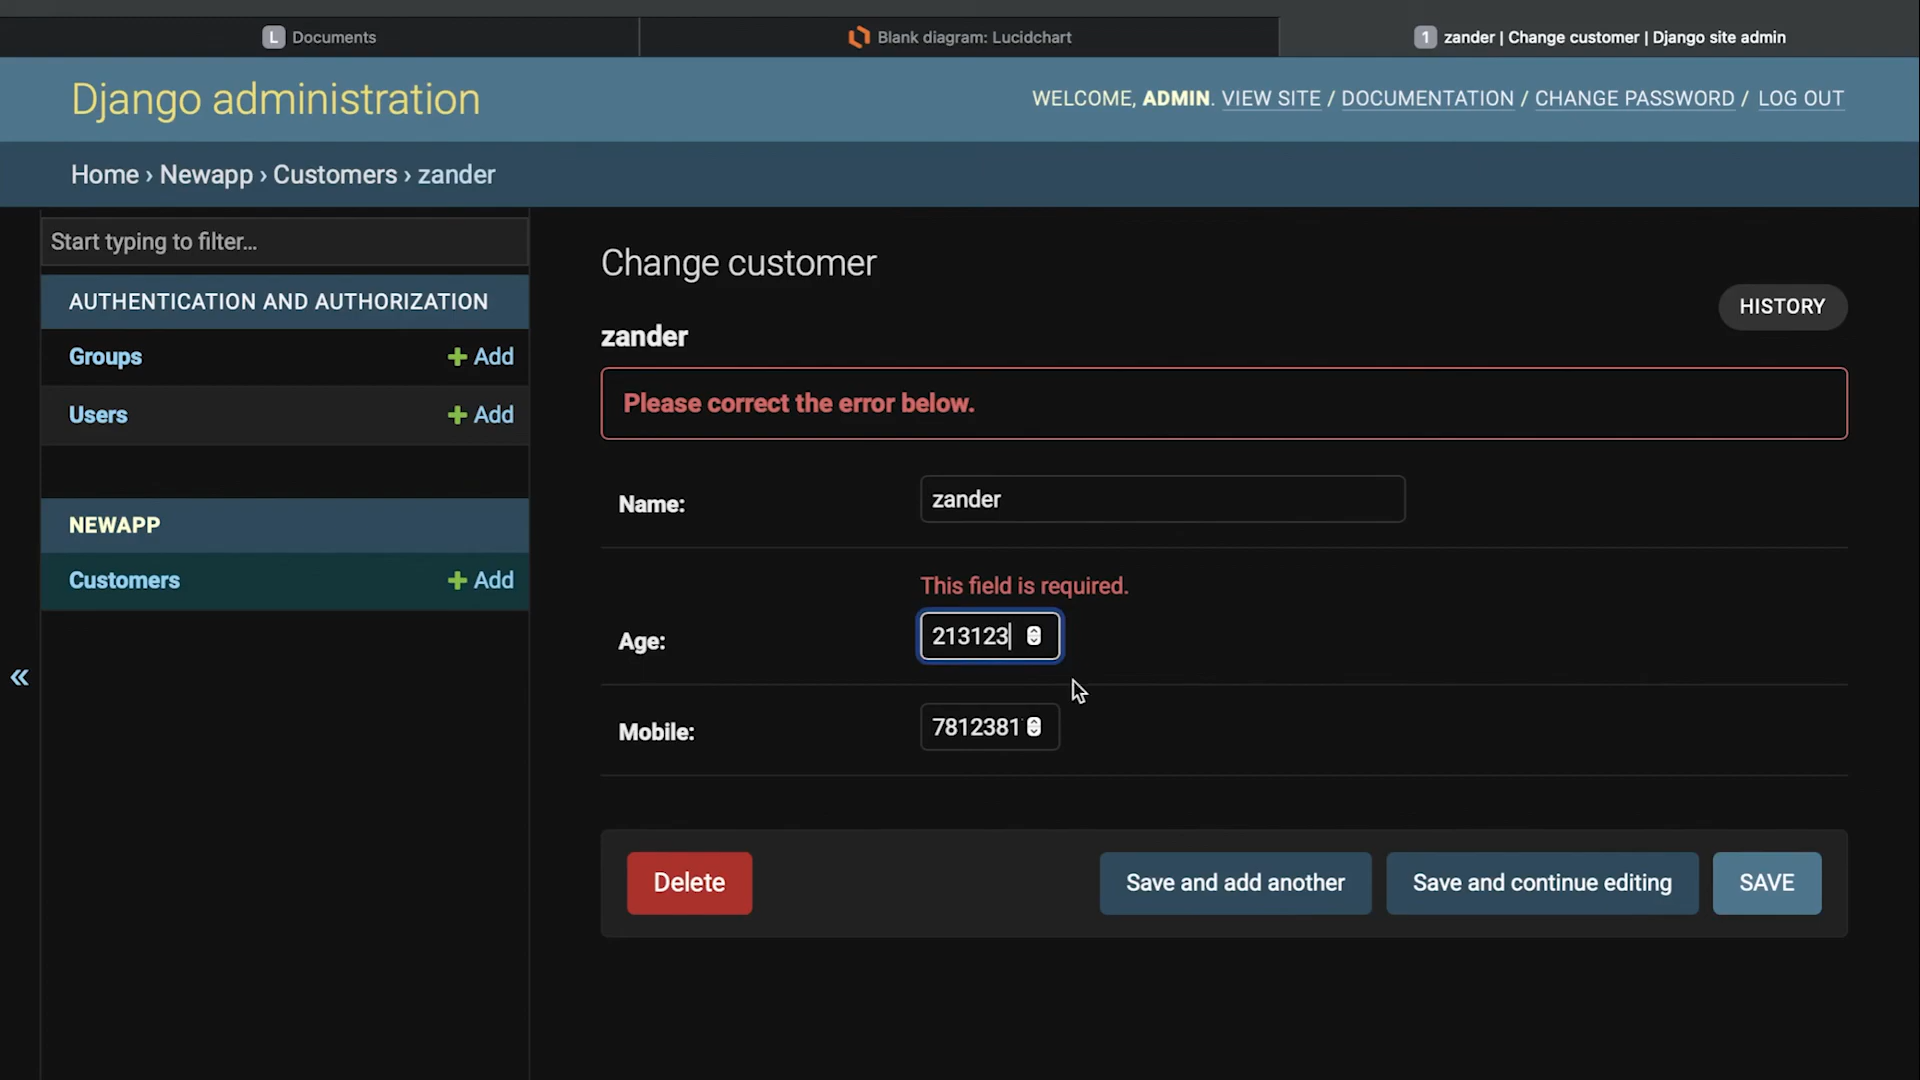 L Documents
Blank diagram: Lucidchart
1 zander | Change customer | Django site admin
Django administration
WELCOME, ADMIN. VIEW SITE / DOCUMENTATION / CHANGE PASSWORD / LOG OUT
Home › Newapp › Customers › zander
Start typing to filter...
AUTHENTICATION AND AUTHORIZATION
Groups + Add
Users + Add
NEWAPP
Customers + Add
«
Change customer
HISTORY
zander
Please correct the error below.
Name: zander
This field is required.
Age: 213123
Mobile: 7812381
Delete
Save and add another
Save and continue editing
SAVE